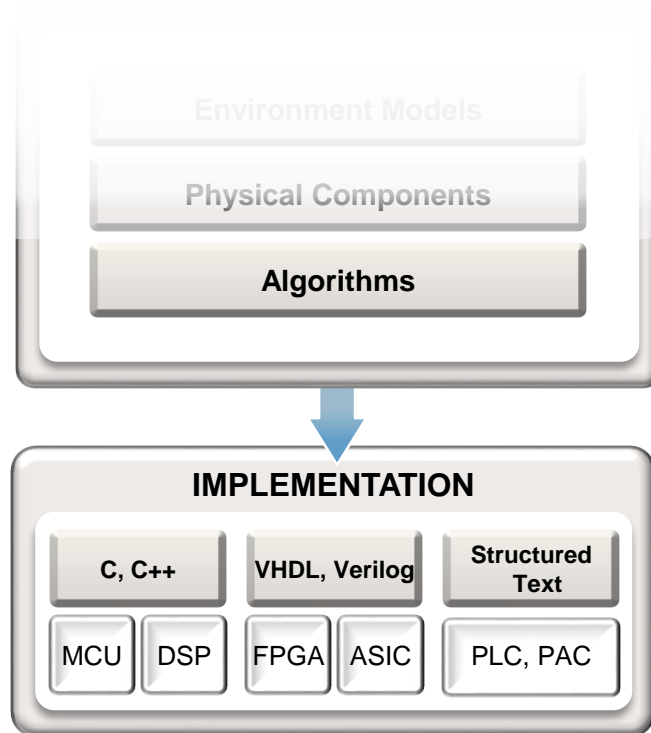 Environment Models
Physical Components
Algorithms
IMPLEMENTATION
C, C++
VHDL, Verilog
Structured
Text
MCU
DSP
FPGA
ASIC
PLC, PAC